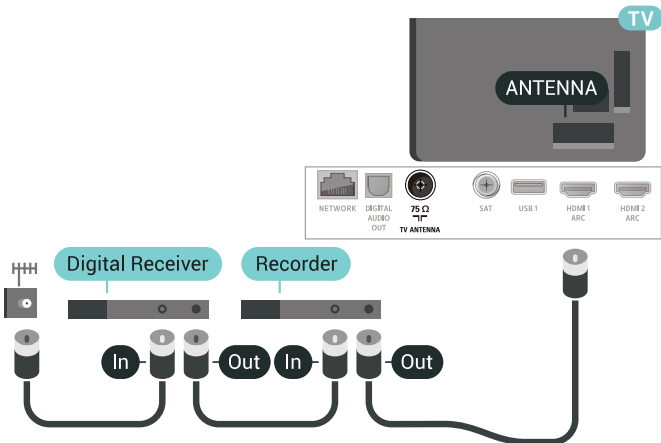 TV
ANTENNA
NETWORK
DIGITAL
AUDIO
OUT
75 Ω
TV ANTENNA
SAT
USB 1
HDMI 1
ARC
HDMI 2
ARC
Digital Receiver
Recorder
In
Out
In
Out